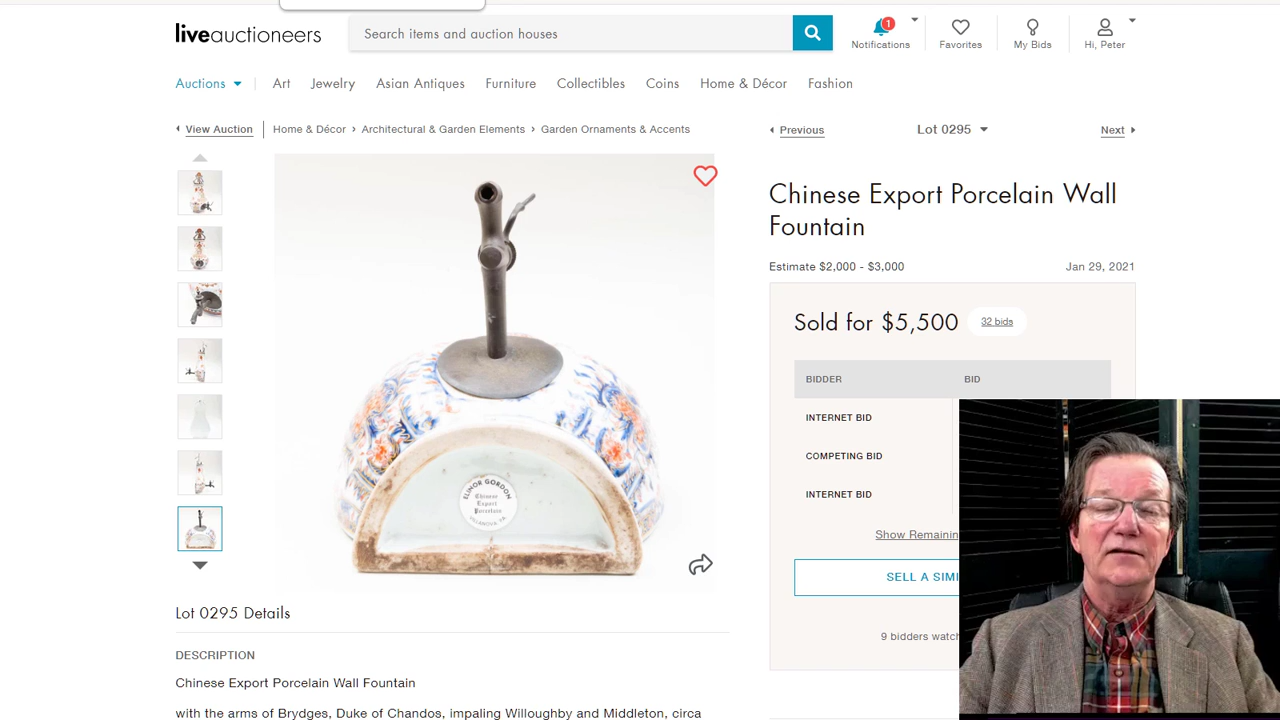 liveauctioneers
Search items and auction houses
1
Notifications
Favorites
My Bids
Hi, Peter
Auctions
Art
Jewelry
Asian Antiques
Furniture
Collectibles
Coins
Home & Décor
Fashion
View Auction
Home & Décor › Architectural & Garden Elements › Garden Ornaments & Accents
Previous
Lot 0295
Next
Chinese Export Porcelain Wall
Fountain
Estimate $2,000 - $3,000
Jan 29, 2021
Sold for $5,500
32 bids
BIDDER
BID
INTERNET BID
COMPETING BID
INTERNET BID
Show Remainin
SELL A SIMI
9 bidders watch
ELINOR GORDON
Chinese
Export
Porcelain
VILLANOVA, PA.
Lot 0295 Details
DESCRIPTION
Chinese Export Porcelain Wall Fountain
with the arms of Brydges, Duke of Chandog, impaling Willoughby and Middleton, circa